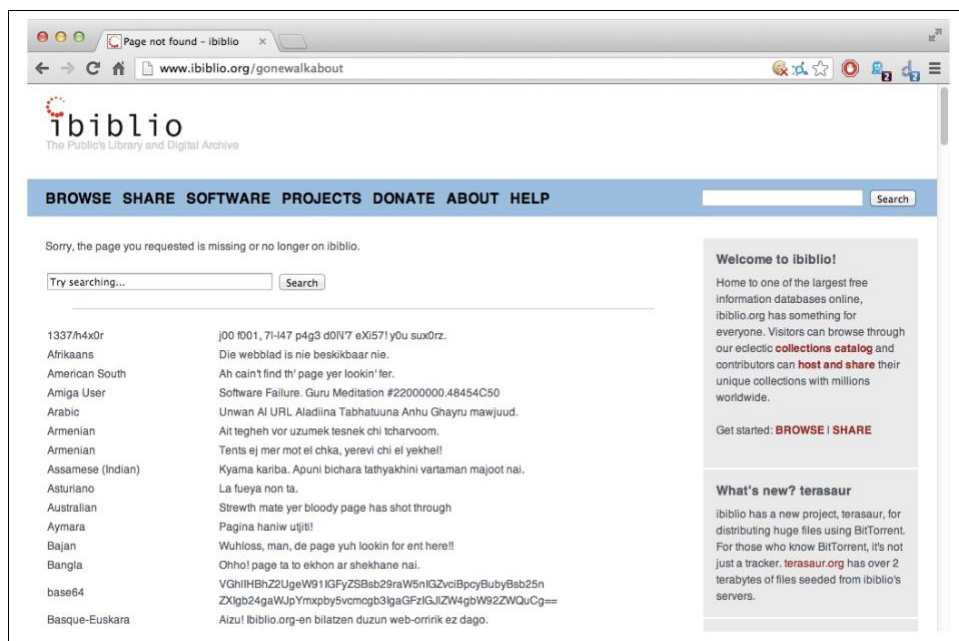 Page not found - ibiblio
www.ibiblio.org/gonewalkabout
ibiblio
The Public's Library and Digital Archive
BROWSE SHARE SOFTWARE PROJECTS DONATE ABOUT HELP
Search
Sorry, the page you requested is missing or no longer on ibiblio.
Try searching...
Search
1337/h4x0r j00 f001, 7l-l47 p4g3 d0N'7 eXi57! y0u sux0rz.
Afrikaans Die webblad is nie beskikbaar nie.
American South Ah cain't find th' page yer lookin' fer.
Amiga User Software Failure. Guru Meditation #22000000.48454C50
Arabic Unwan Al URL Aladiina Tabhatuuna Anhu Ghayru mawjuud.
Armenian Ait tegheh vor uzumek tesnek chi tcharvoom.
Armenian Tents ej mer mot el chka, yerevi chi el yekhel!
Assamese (Indian) Kyama kariba. Apuni bichara tathyakhini vartaman majoot nai.
Asturiano La fueya non ta.
Australian Strewth mate yer bloody page has shot through
Aymara Pagina haniw utjiti!
Bajan Wuhloss, man, de page yuh lookin for ent here!!
Bangla Ohho! page ta to ekhon ar shekhane nai.
base64 VGhlIHBhZ2UgeW91IGFyZSBsb29raW5nIGZvciBpcyBubyBsb25n
ZXIgb24gaWJpYmxpby5vcmcgb3IgaGFzIGJlZW4gbW92ZWQuCg==
Basque-Euskara Aizu! Ibiblio.org-en bilatzen duzun web-orririk ez dago.
Welcome to ibiblio!
Home to one of the largest free
information databases online,
ibiblio.org has something for
everyone. Visitors can browse through
our eclectic collections catalog and
contributors can host and share their
unique collections with millions
worldwide.
Get started: BROWSE | SHARE
What's new? terasaur
ibiblio has a new project, terasaur, for
distributing huge files using BitTorrent.
For those who know BitTorrent, it's not
just a tracker. terasaur.org has over 2
terabytes of files seeded from ibiblio's
servers.